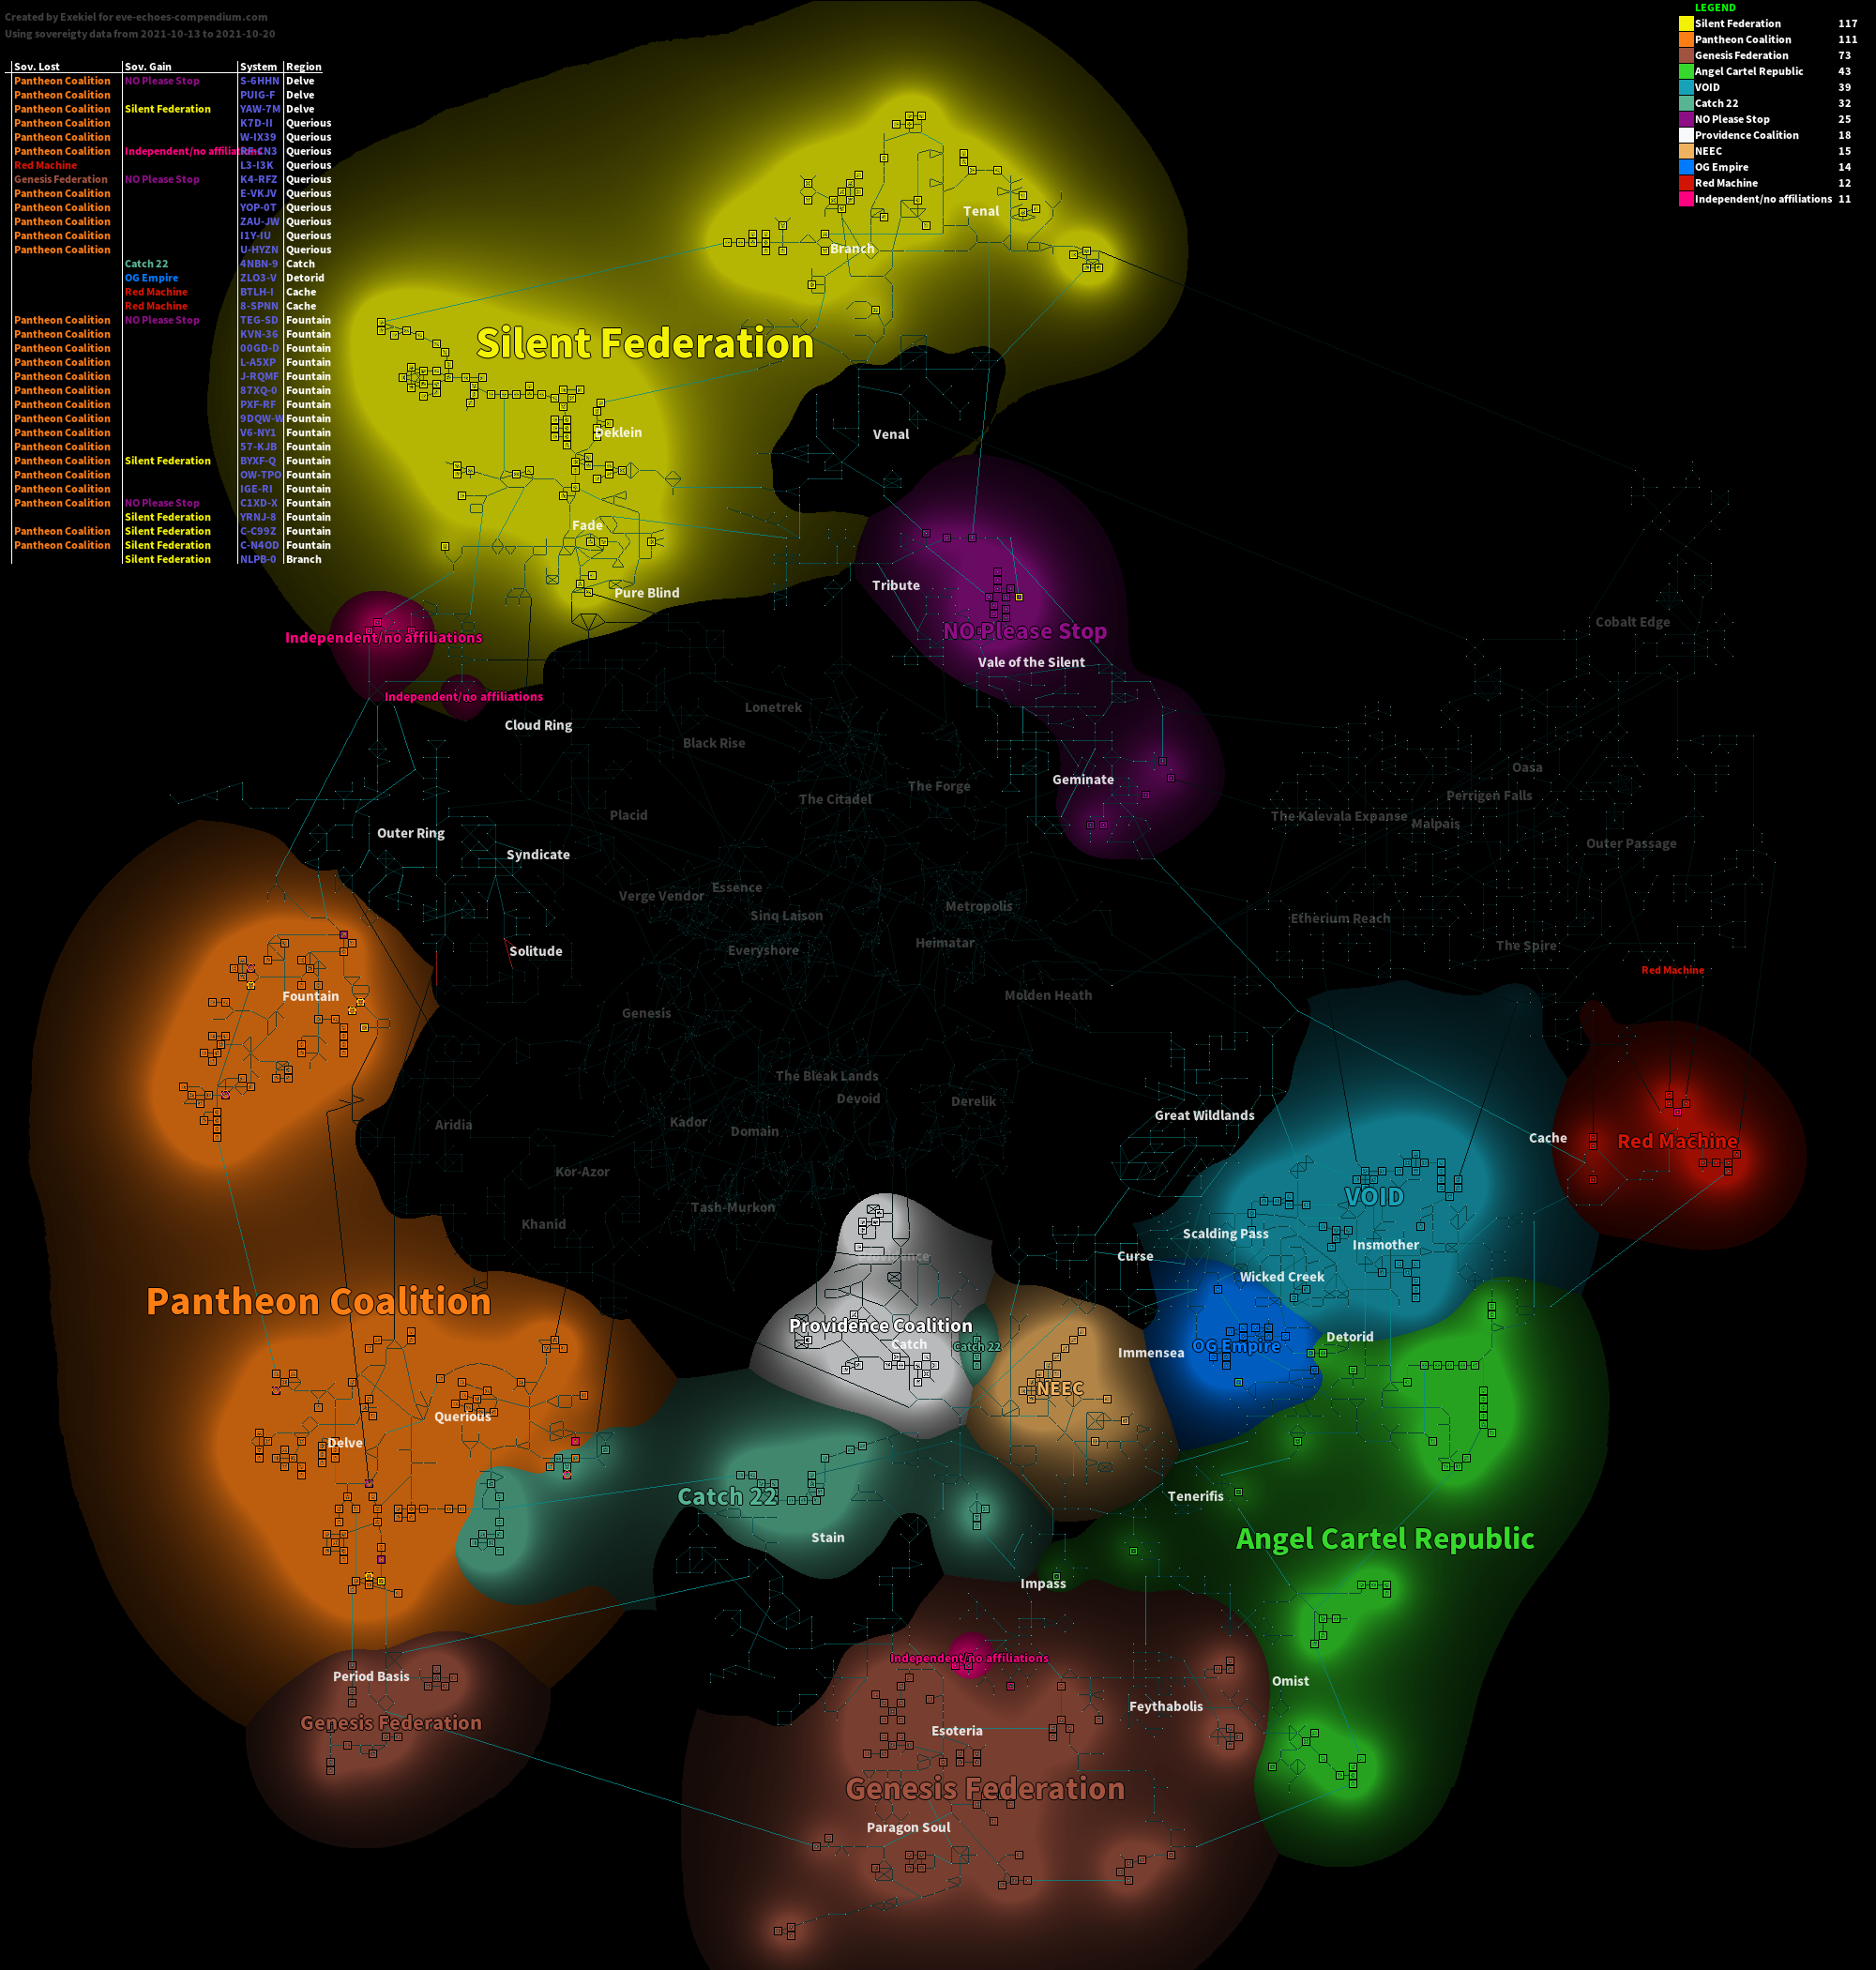 Created by Exekiel for eve-echoes-compendium.com
Using sovereigty data from 2021-10-13 to 2021-10-20
Sov. Lost Sov. Gain System Region
Pantheon Coalition NO Please Stop S-6HHN Delve
Pantheon Coalition PUIG-F Delve
Pantheon Coalition Silent Federation YAW-7M Delve
Pantheon Coalition K7D-II Querious
Pantheon Coalition W-IX39 Querious
Pantheon Coalition Independent/no affiliations RF-CN3 Querious
Red Machine L3-I3K Querious
Genesis Federation NO Please Stop K4-RFZ Querious
Pantheon Coalition E-VKJV Querious
Pantheon Coalition YOP-0T Querious
Pantheon Coalition ZAU-JW Querious
Pantheon Coalition I1Y-IU Querious
Pantheon Coalition U-HYZN Querious
Catch 22 4NBN-9 Catch
OG Empire ZLO3-V Detorid
Red Machine BTLH-I Cache
Red Machine 8-SPNN Cache
Pantheon Coalition NO Please Stop TEG-SD Fountain
Pantheon Coalition KVN-36 Fountain
Pantheon Coalition 00GD-D Fountain
Pantheon Coalition L-A5XP Fountain
Pantheon Coalition J-RQMF Fountain
Pantheon Coalition 87XQ-0 Fountain
Pantheon Coalition PXF-RF Fountain
Pantheon Coalition 9DQW-W Fountain
Pantheon Coalition V6-NY1 Fountain
Pantheon Coalition 57-KJB Fountain
Pantheon Coalition Silent Federation BYXF-Q Fountain
Pantheon Coalition OW-TPO Fountain
Pantheon Coalition IGE-RI Fountain
Pantheon Coalition NO Please Stop C1XD-X Fountain
Silent Federation YRNJ-8 Fountain
Pantheon Coalition Silent Federation C-C99Z Fountain
Pantheon Coalition Silent Federation C-N4OD Fountain
Silent Federation NLPB-0 Branch
LEGEND
Silent Federation 117
Pantheon Coalition 111
Genesis Federation 73
Angel Cartel Republic 43
VOID 39
Catch 22 32
NO Please Stop 25
Providence Coalition 18
NEEC 15
OG Empire 14
Red Machine 12
Independent/no affiliations 11
Tenal
Branch
Silent Federation
Venal
Deklein
Fade
Tribute
Pure Blind
Cobalt Edge
NO Please Stop
Independent/no affiliations
Vale of the Silent
Independent/no affiliations
Lonetrek
Cloud Ring
Black Rise
Oasa
Geminate
The Forge
Perrigen Falls
The Citadel
Placid
The Kalevala Expanse
Malpais
Outer Ring
Outer Passage
Syndicate
Essence
Verge Vendor
Metropolis
Sinq Laison
Etherium Reach
Heimatar
The Spire
Everyshore
Solitude
Red Machine
Fountain
Molden Heath
Genesis
The Bleak Lands
Devoid
Derelik
Great Wildlands
Kador
Aridia
Domain
Cache
Red Machine
Kor-Azor
VOID
Tash-Murkon
Khanid
Scalding Pass
Insmother
Providence
Curse
Wicked Creek
Pantheon Coalition
Providence Coalition
Detorid
Catch
Catch 22
OG Empire
Immensea
NEEC
Querious
Delve
Catch 22
Tenerifis
Stain
Angel Cartel Republic
Impass
Independent/no affiliations
Period Basis
Omist
Feythabolis
Genesis Federation
Esoteria
Genesis Federation
Paragon Soul